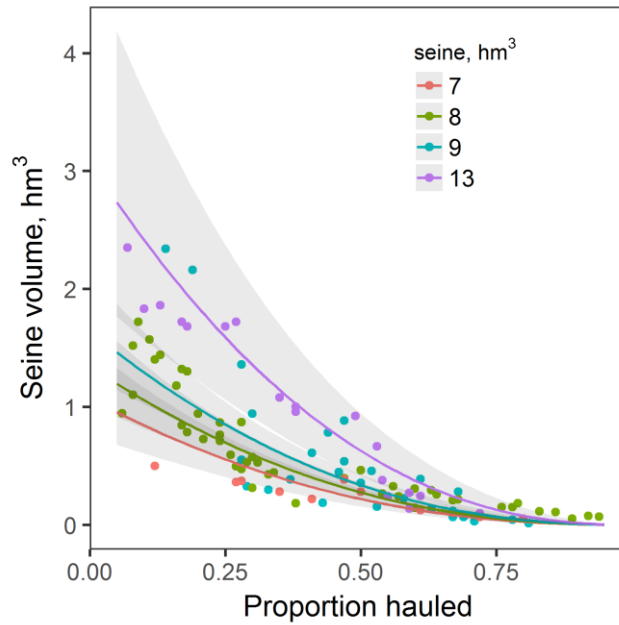 seine, hm³
7
8
9
13
4
3
2
1
0
Seine volume, hm³
0.00 0.25 0.50 0.75
Proportion hauled